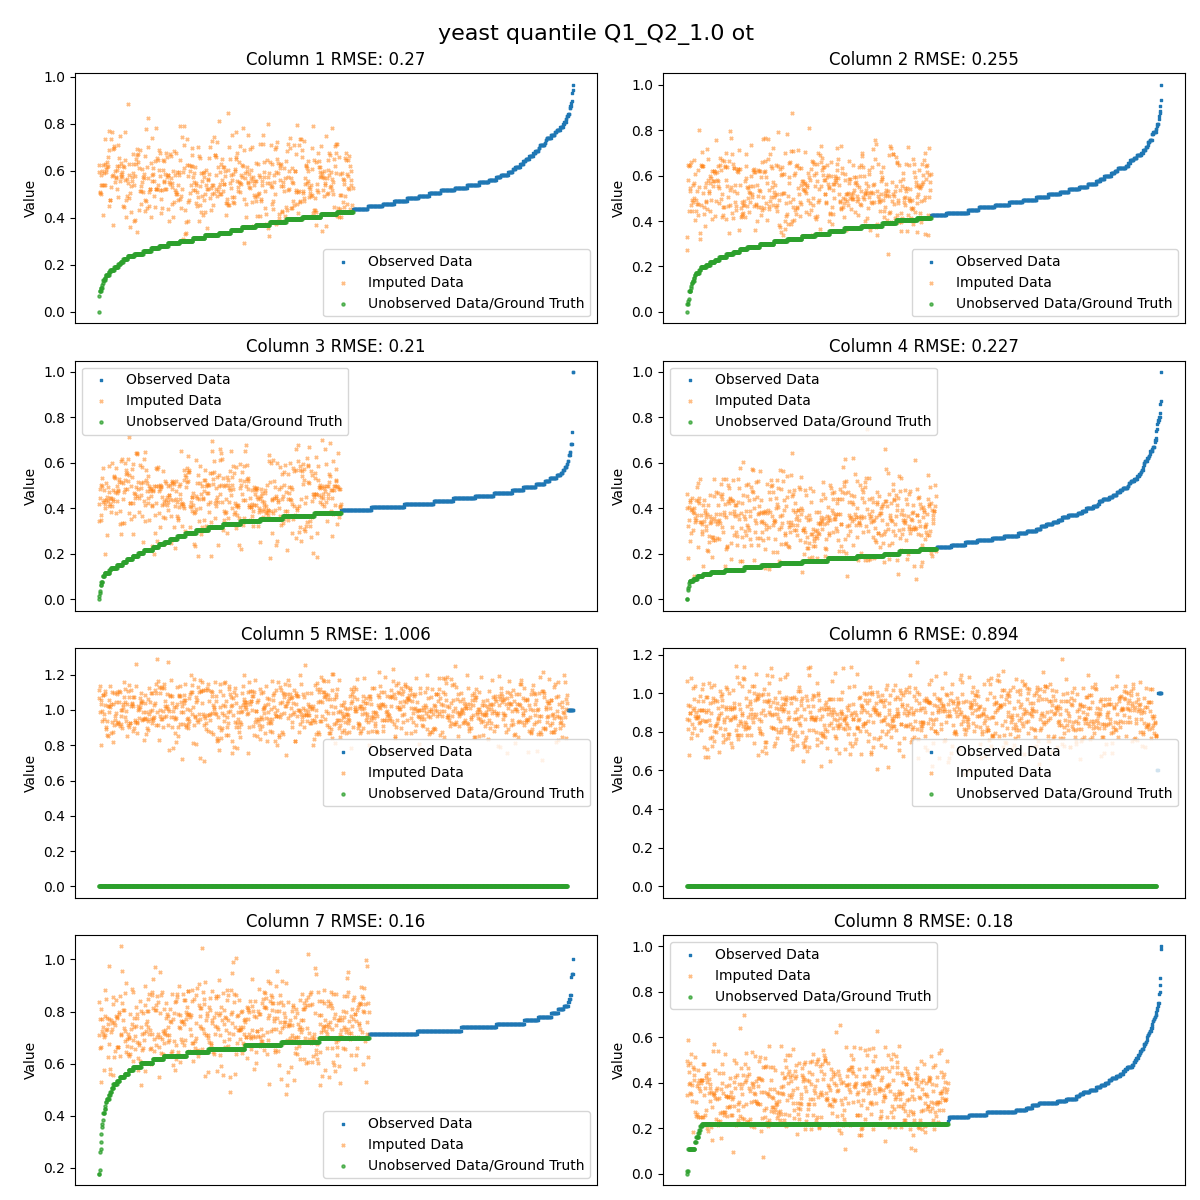 yeast quantile Q1_Q2_1.0 ot
Column 1 RMSE: 0.27
Value
1.0
0.8
0.6
0.4
0.2
0.0
Observed Data
Imputed Data
Unobserved Data/Ground Truth
Column 2 RMSE: 0.255
Value
1.0
0.8
0.6
0.4
0.2
0.0
Observed Data
Imputed Data
Unobserved Data/Ground Truth
Column 3 RMSE: 0.21
Value
1.0
0.8
0.6
0.4
0.2
0.0
Observed Data
Imputed Data
Unobserved Data/Ground Truth
Column 4 RMSE: 0.227
Value
1.0
0.8
0.6
0.4
0.2
0.0
Observed Data
Imputed Data
Unobserved Data/Ground Truth
Column 5 RMSE: 1.006
Value
1.2
1.0
0.8
0.6
0.4
0.2
0.0
Observed Data
Imputed Data
Unobserved Data/Ground Truth
Column 6 RMSE: 0.894
Value
1.2
1.0
0.8
0.6
0.4
0.2
0.0
Observed Data
Imputed Data
Unobserved Data/Ground Truth
Column 7 RMSE: 0.16
Value
1.0
0.8
0.6
0.4
0.2
Observed Data
Imputed Data
Unobserved Data/Ground Truth
Column 8 RMSE: 0.18
Value
1.0
0.8
0.6
0.4
0.2
0.0
Observed Data
Imputed Data
Unobserved Data/Ground Truth